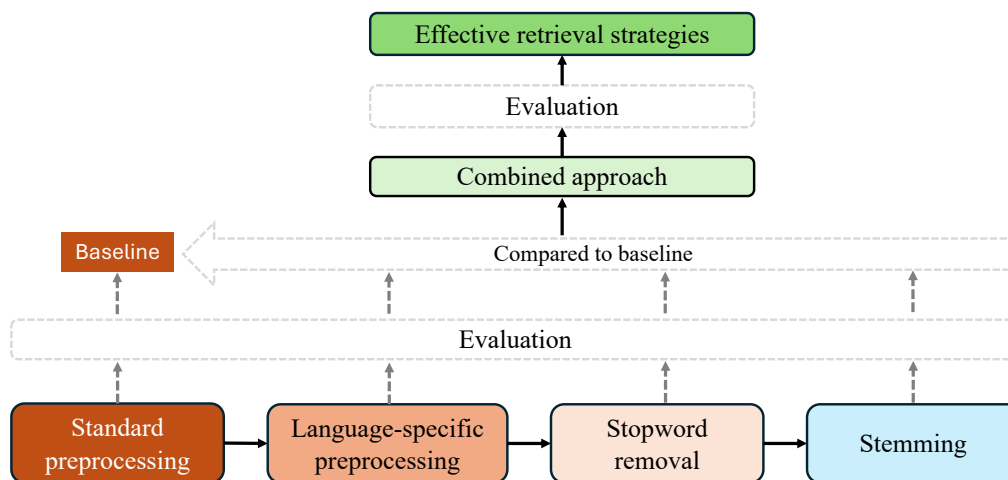 Effective retrieval strategies
Evaluation
Combined approach
Baseline
Compared to baseline
Evaluation
Standard
preprocessing
Language-specific
preprocessing
Stopword
removal
Stemming